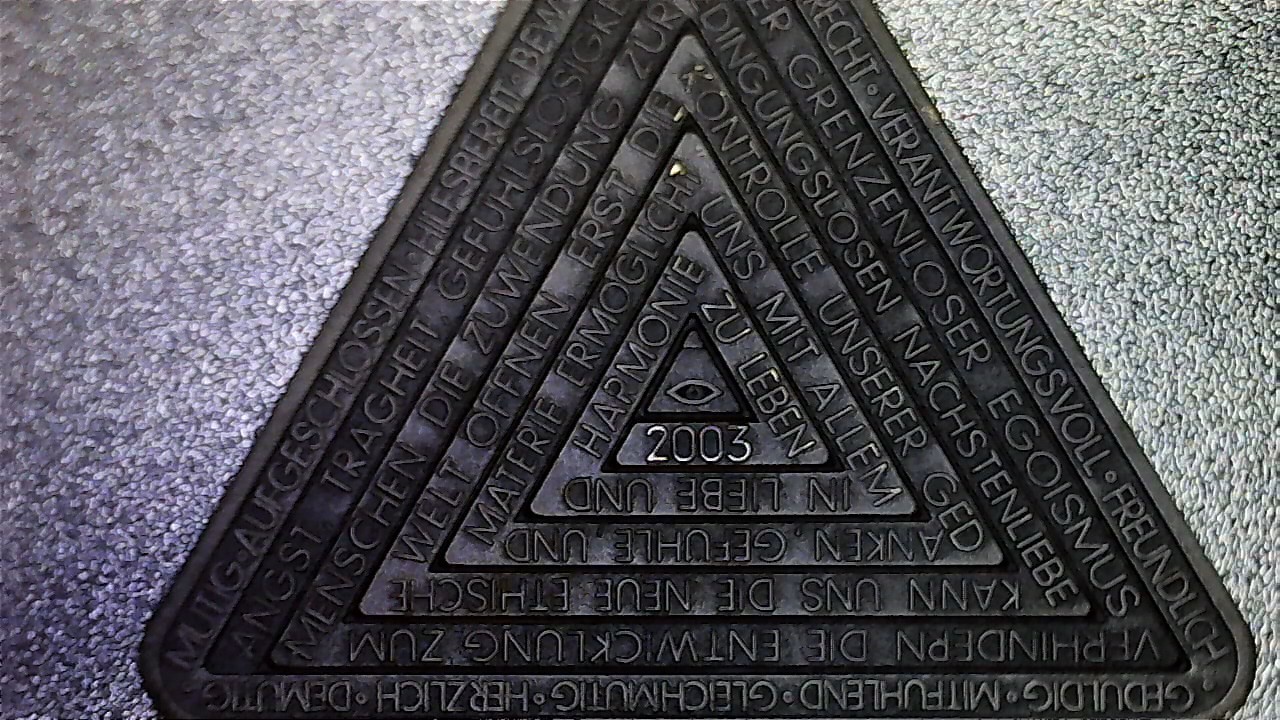 MUTIG·AUFGESCHLOSSEN·HILFSBEREIT·BEW
RECHT·VERANTWORTUNGSVOLL·FREUNDLICH·
GEDULDIG·MITFÜHLEND·GLEICHMÜTIG·HERZLICH·DEMÜTIG·
ANGST TRÄGHEIT GEFÜHLSLOSIGK
ER GRENZENLOSER EGOISMUS
VERHINDERN DIE ENTWICKLUNG ZUM
MENSCHEN DIE ZUWENDUNG ZUR
DINGUNGSLOSEN NÄCHSTENLIEBE
KANN UNS DIE NEUE ETHISCHE
WELT ÖFFNEN ERST DIE
KONTROLLE UNSERER GED
ANKEN, GEFÜHLE, UND
MATERIE ERMÖGLICHT
UNS MIT ALLEM
IN LIEBE UND
HARMONIE
ZU LEBEN
2003